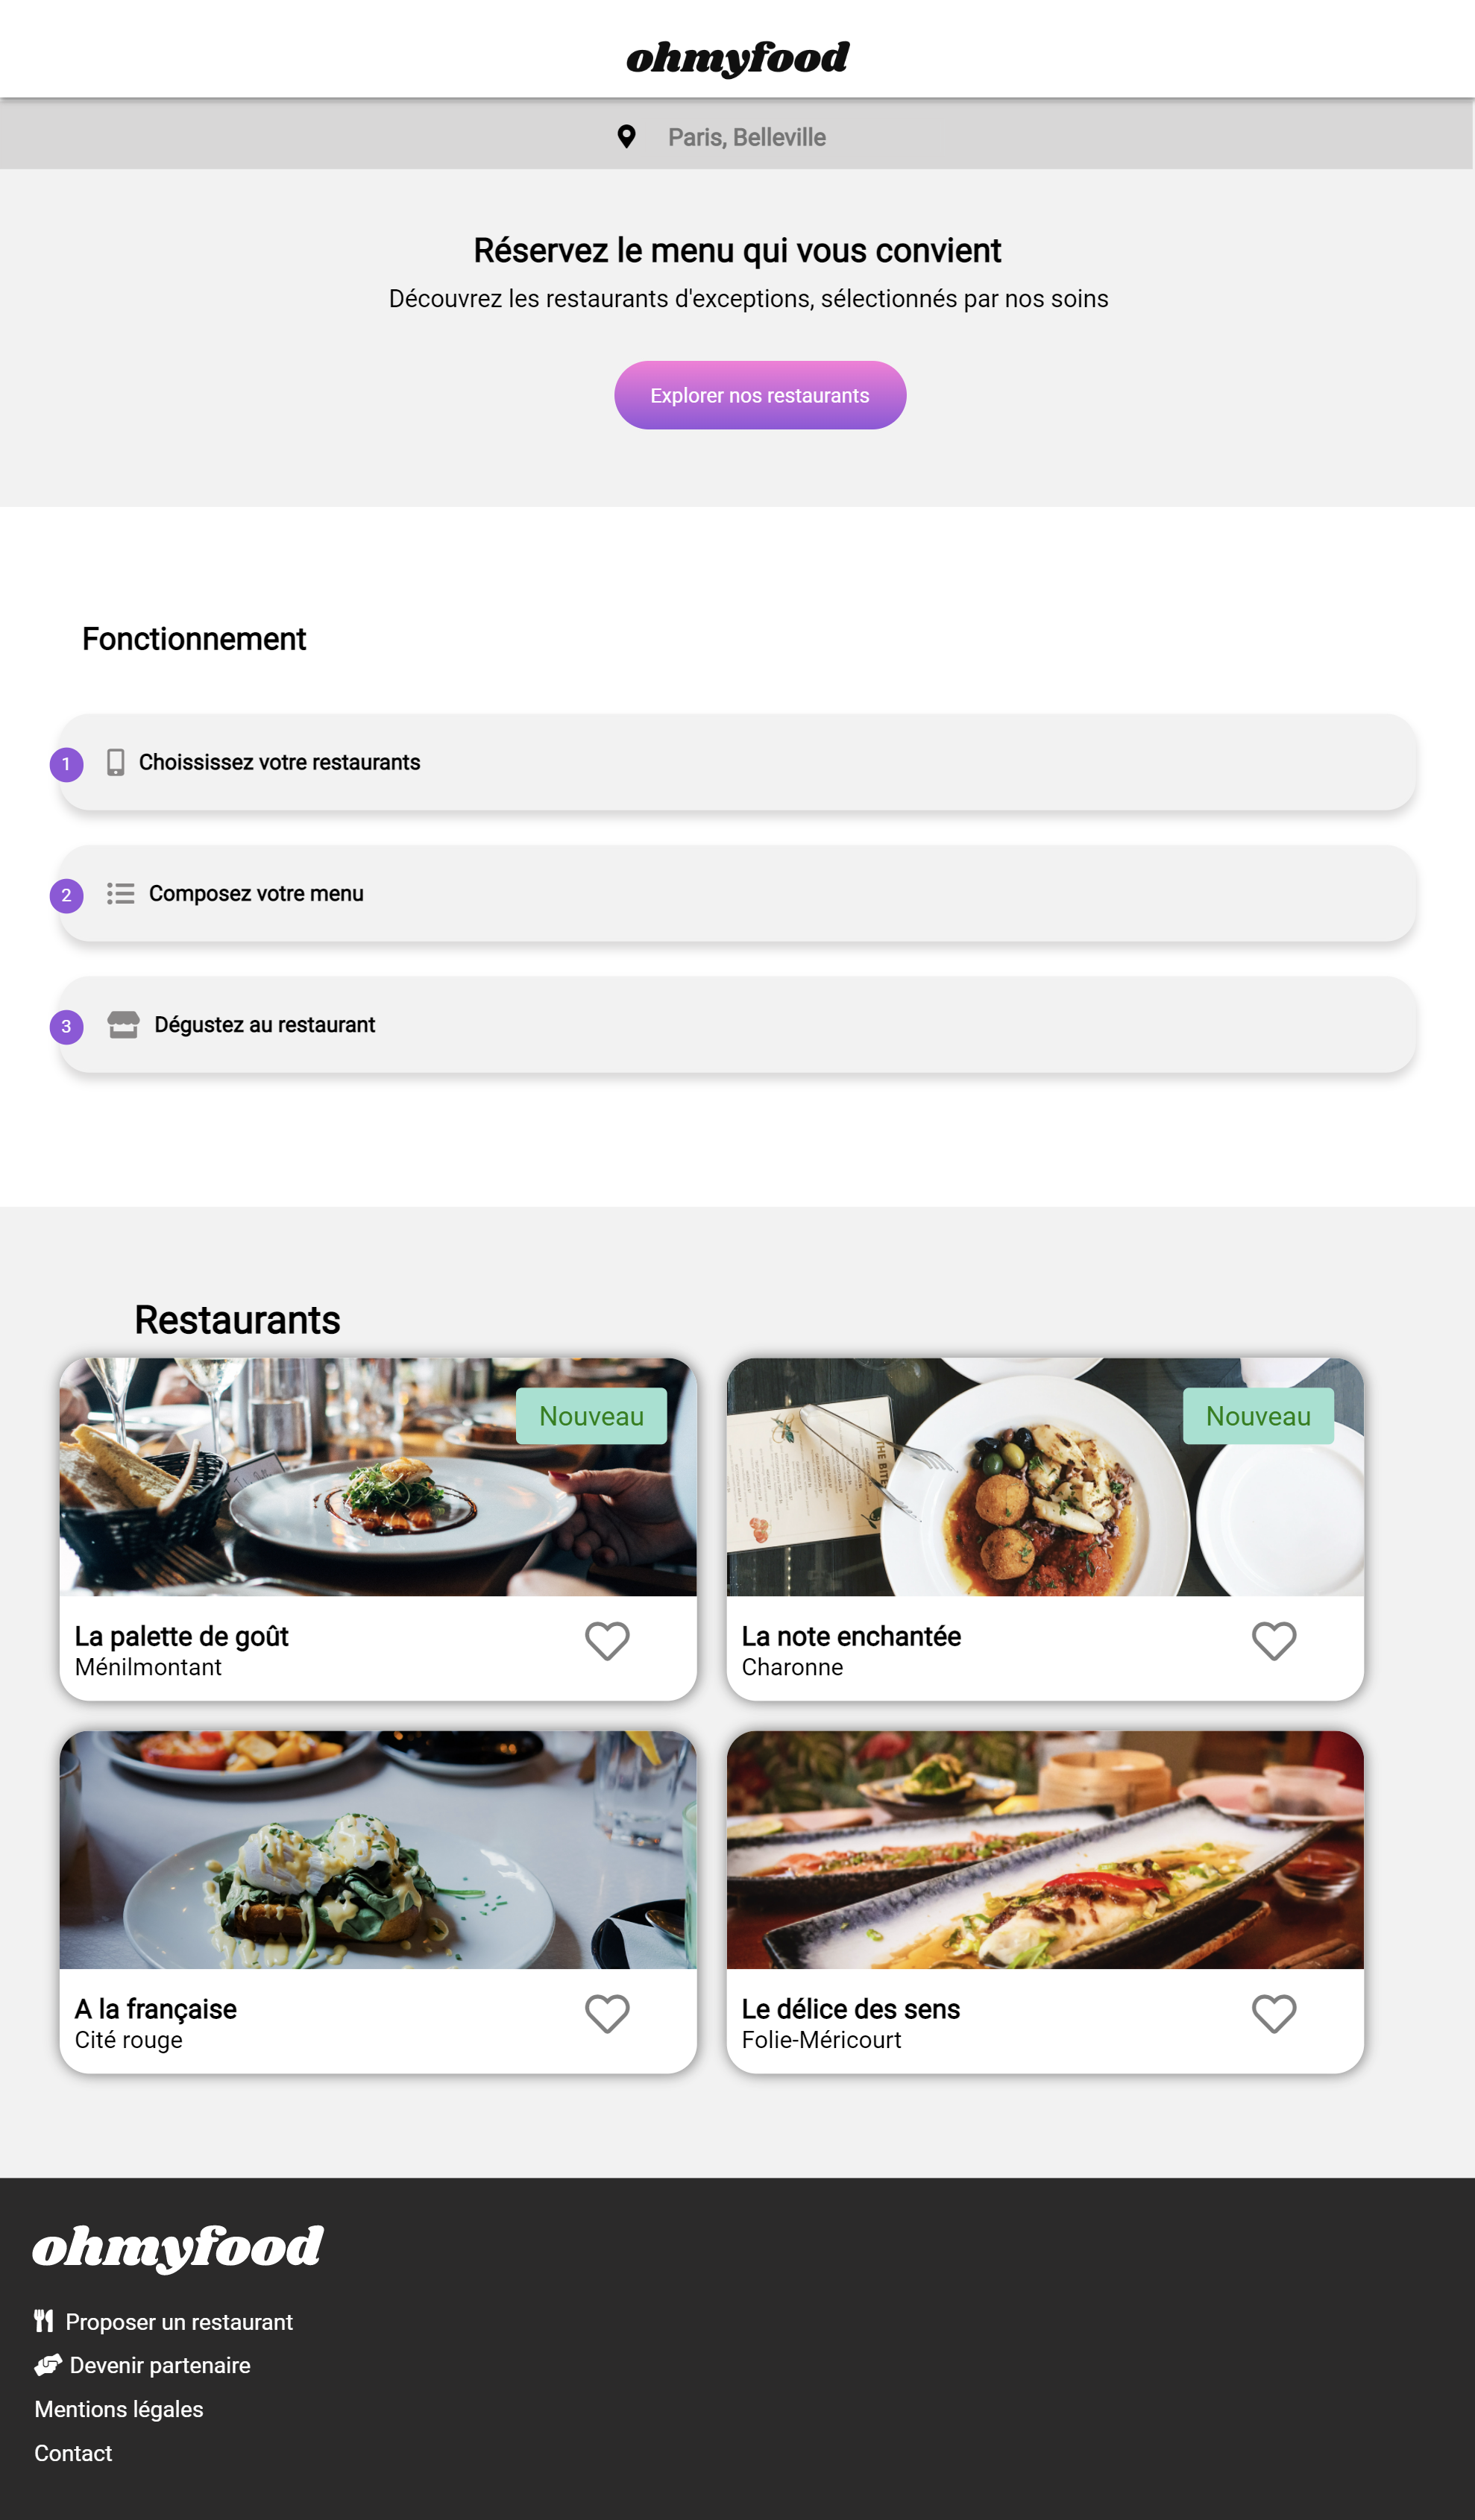 ohmyfood
Paris, Belleville
Réservez le menu qui vous convient
Découvrez les restaurants d'exceptions, sélectionnés par nos soins
Explorer nos restaurants
Fonctionnement
1 Choississez votre restaurants
2 Composez votre menu
3 Dégustez au restaurant
Restaurants
Nouveau
THE BITE
La palette de goût
Ménilmontant
Nouveau
La note enchantée
Charonne
A la française
Cité rouge
Le délice des sens
Folie-Méricourt
ohmyfood
Proposer un restaurant
Devenir partenaire
Mentions légales
Contact